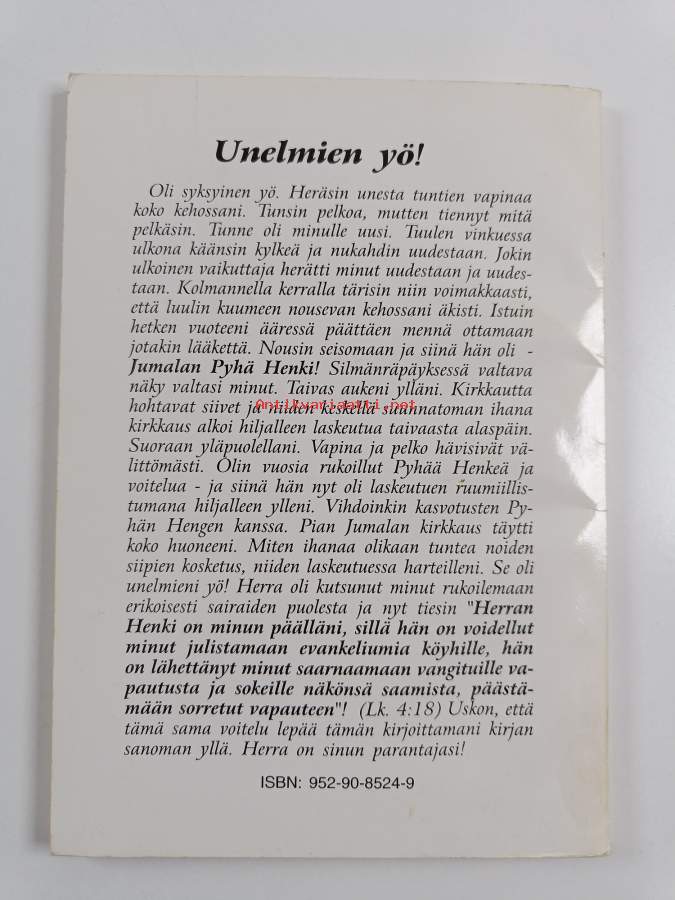 Unelmien yö!
Oli syksyinen yö. Heräsin unesta tuntien vapinaa
koko kehossani. Tunsin pelkoa, mutten tiennyt mitä
pelkäsin. Tunne oli minulle uusi. Tuulen vinkuessa
ulkona käänsin kylkeä ja nukahdin uudestaan. Jokin
ulkoinen vaikuttaja herätti minut uudestaan ja uudes-
taan. Kolmannella kerralla tärisin niin voimakkaasti,
että luulin kuumeen nousevan kehossani äkisti. Istuin
hetken vuoteeni ääressä päättäen mennä ottamaan
jotakin lääkettä. Nousin seisomaan ja siinä hän oli -
Jumalan Pyhä Henki! Silmänräpäyksessä valtava
näky valtasi minut. Taivas aukeni ylläni. Kirkkautta
hohtavat siivet ja niiden keskellä saninnatoman ihana
Antikvariaatti.net
kirkkaus alkoi hiljalleen laskeutua taivaasta alaspäin.
Suoraan yläpuolellani. Vapina ja pelko hävisivät vä-
littömästi. Olin vuosia rukoillut Pyhää Henkeä ja
voitelua - ja siinä hän nyt oli laskeutuen ruumiillis-
tumana hiljalleen ylleni. Vihdoinkin kasvotusten Py-
hän Hengen kanssa. Pian Jumalan kirkkaus täytti
koko huoneeni. Miten ihanaa olikaan tuntea noiden
siipien kosketus, niiden laskeutuessa harteilleni. Se oli
unelmieni yö! Herra oli kutsunut minut rukoilemaan
erikoisesti sairaiden puolesta ja nyt tiesin "Herran
Henki on minun päälläni, sillä hän on voidellut
minut julistamaan evankeliumia köyhille, hän
on lähettänyt minut saarnaamaan vangituille va-
pautusta ja sokeille näkönsä saamista, päästä-
mään sorretut vapauteen"! (Lk. 4:18) Uskon, että
tämä sama voitelu lepää tämän kirjoittamani kirjan
sanoman yllä. Herra on sinun parantajasi!
ISBN: 952-90-8524-9